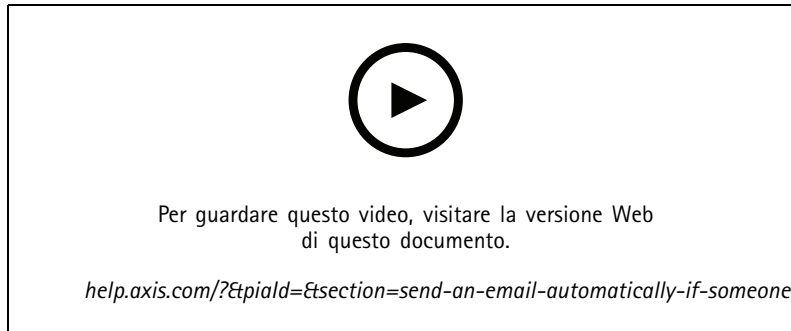 Per guardare questo video, visitare la versione Web
di questo documento.
help.axis.com/?&piaId=&section=send-an-email-automatically-if-someone